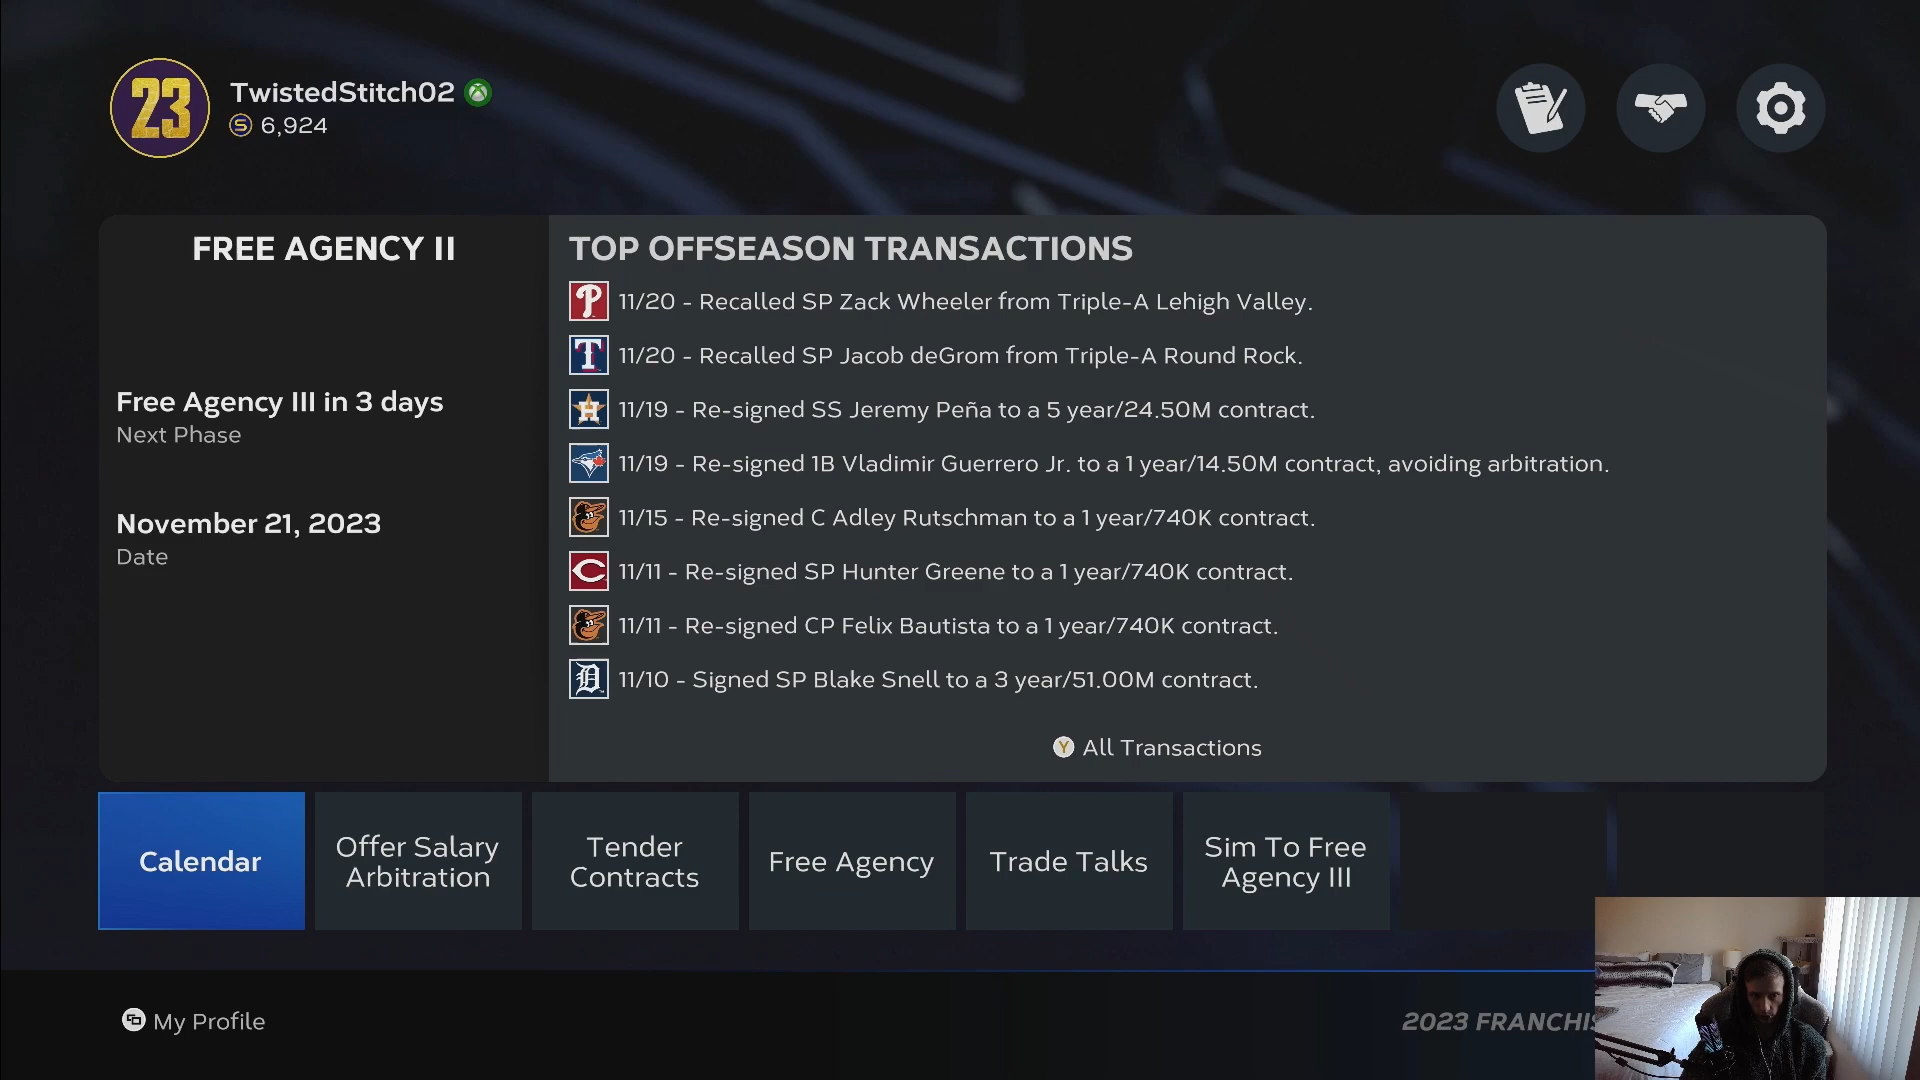 23
TwistedStitch02
S 6,924
FREE AGENCY II
Free Agency III in 3 days
Next Phase
November 21, 2023
Date
TOP OFFSEASON TRANSACTIONS
P 11/20 - Recalled SP Zack Wheeler from Triple-A Lehigh Valley.
T 11/20 - Recalled SP Jacob deGrom from Triple-A Round Rock.
H 11/19 - Re-signed SS Jeremy Peña to a 5 year/24.50M contract.
11/19 - Re-signed 1B Vladimir Guerrero Jr. to a 1 year/14.50M contract, avoiding arbitration.
11/15 - Re-signed C Adley Rutschman to a 1 year/740K contract.
C 11/11 - Re-signed SP Hunter Greene to a 1 year/740K contract.
11/11 - Re-signed CP Felix Bautista to a 1 year/740K contract.
D 11/10 - Signed SP Blake Snell to a 3 year/51.00M contract.
Y All Transactions
Calendar
Offer Salary
Arbitration
Tender
Contracts
Free Agency
Trade Talks
Sim To Free
Agency III
My Profile
2023 FRANCHIS